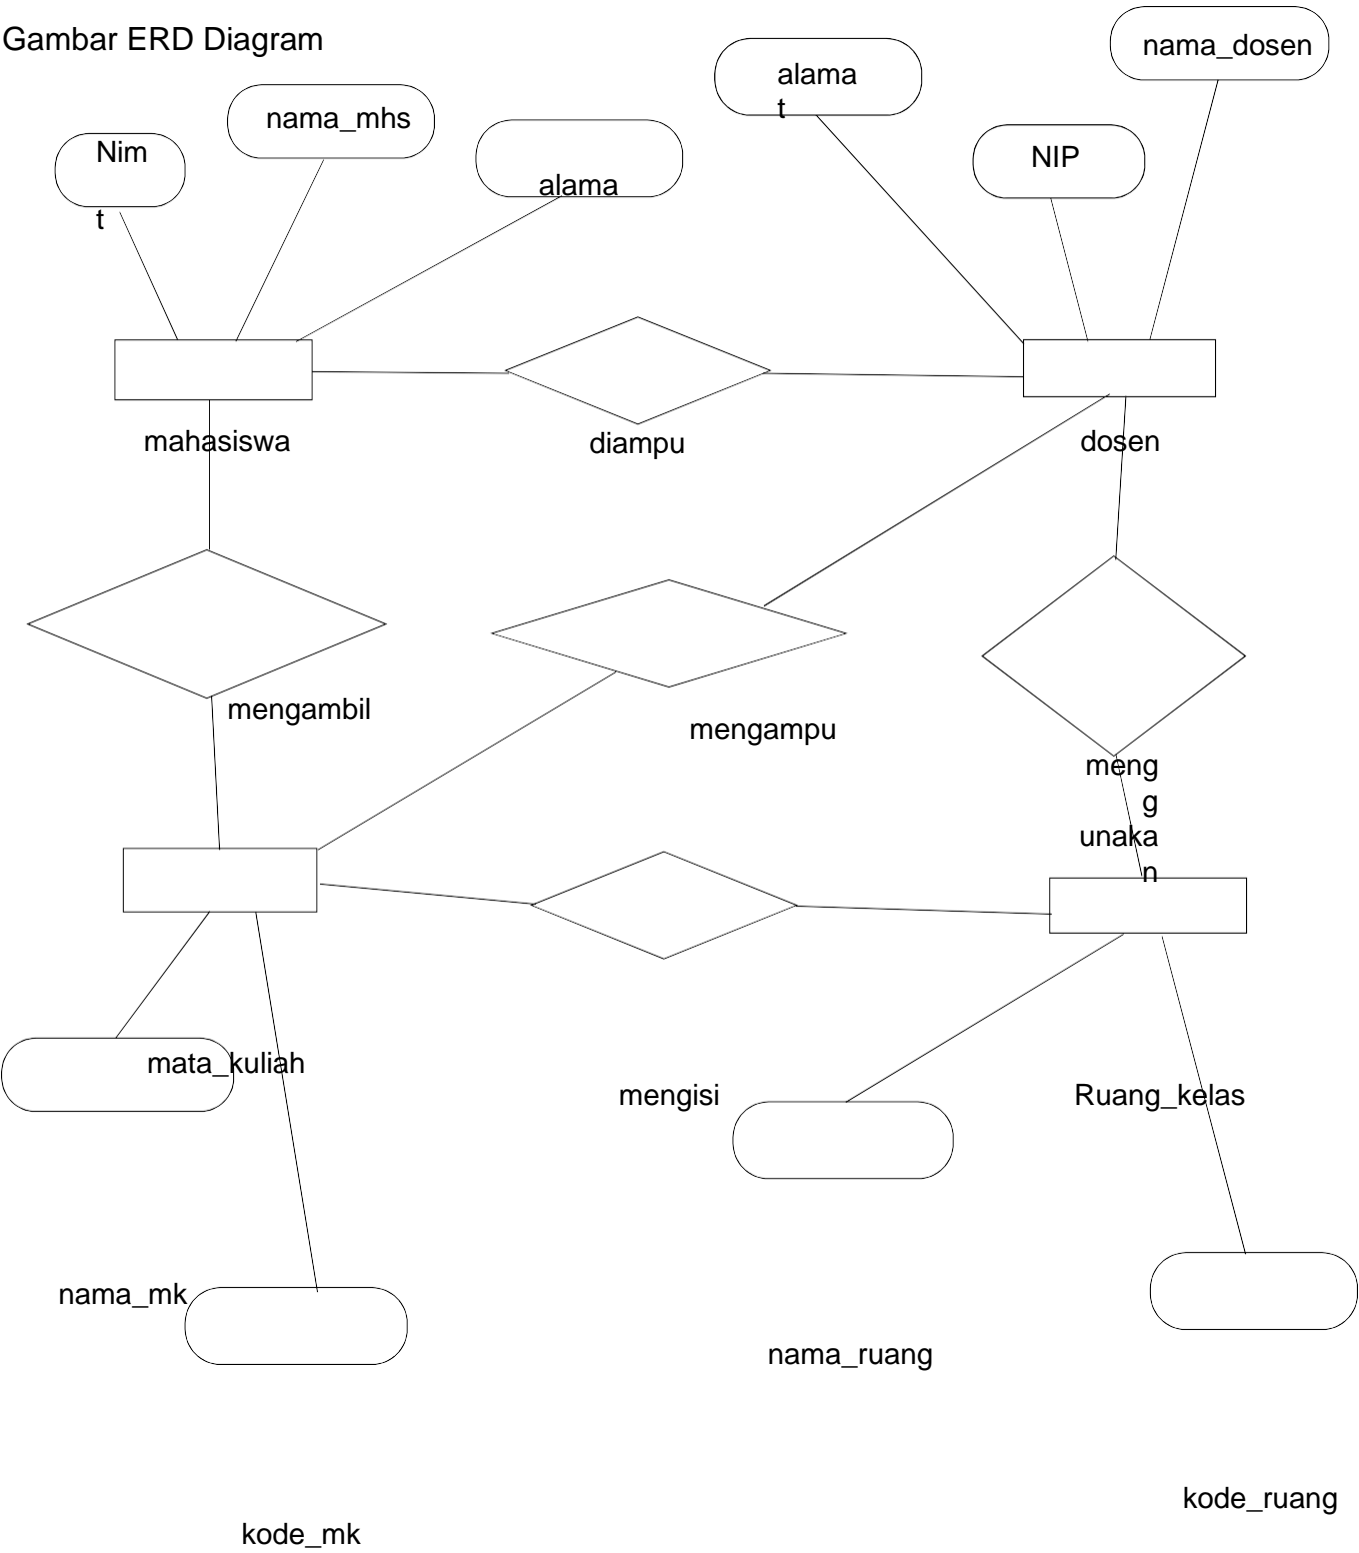 Gambar ERD Diagram
nama_dosen
alama
t
nama_mhs
Nim
NIP
alama
t
mahasiswa
diampu
dosen
mengambil
mengampu
meng
g
unaka
n
mata_kuliah
mengisi
Ruang_kelas
nama_mk
nama_ruang
kode_ruang
kode_mk